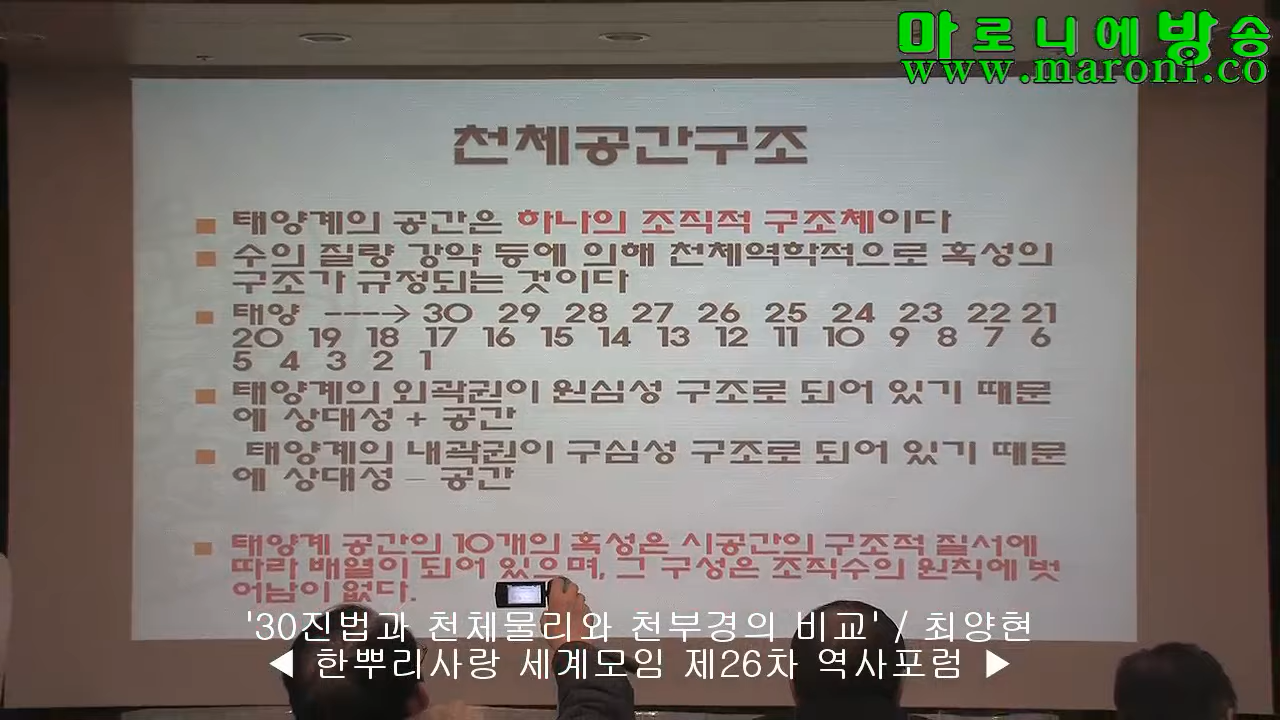 마로니에방송
www.maroni.co
천체공간구조
■ 태양계의 공간은 하나의 조직적 구조체이다
■ 수의 질량 강약 등에 의해 천체역학적으로 혹성의
구조가 규정되는 것이다
■ 태양 ----> 30 29 28 27 26 25 24 23 22 21
20 19 18 17 16 15 14 13 12 11 10 9 8 7 6
5 4 3 2 1
■ 태양계의 외곽권이 원심성 구조로 되어 있기 때문
에 상대성 + 공간
■ 태양계의 내곽권이 구심성 구조로 되어 있기 때문
에 상대성 - 공간
■ 태양계 공간의 10개의 혹성은 시공간의 구조적 질서에
따라 배열이 되어 있으며, 그 구성은 조직수의 원칙에 벗
어남이 없다.
'30진법과 천체물리와 천부경의 비교' / 최양현
◀ 한뿌리사랑 세계모임 제26차 역사포럼 ▶